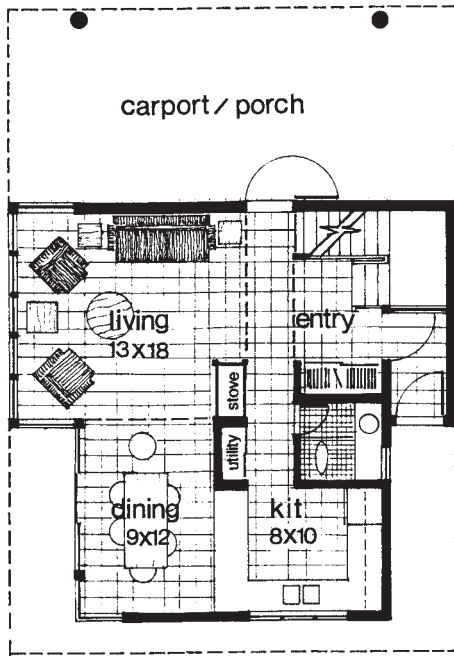 carport / porch
living
13X18
entry
stove
utility
dining
9X12
kit
8X10